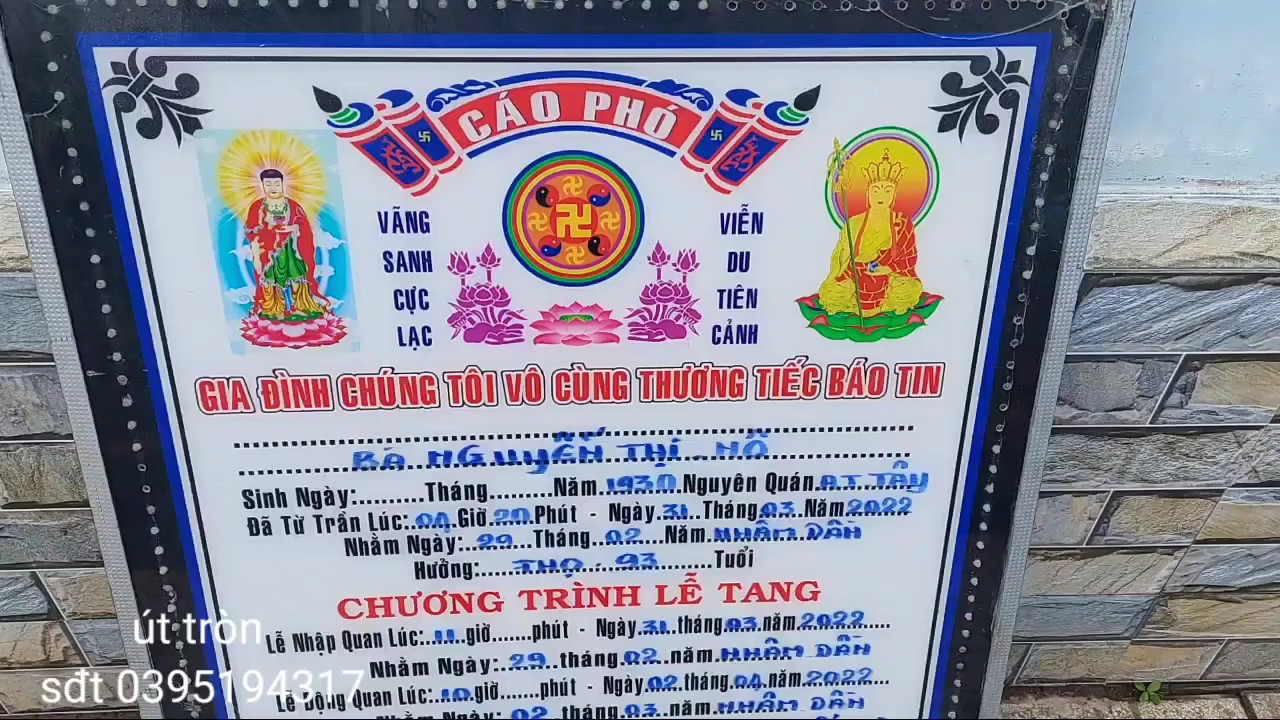 CÁO PHÓ
VÃNG SANH CỰC LẠC
VIỄN DU TIÊN CẢNH
GIA ĐÌNH CHÚNG TÔI VÔ CÙNG THƯƠNG TIẾC BÁO TIN
BÀ NGUYỄN THỊ
Sinh Ngày:..........Tháng.........Năm.1930.Nguyên Quán.A.T. TÂY
Đã Từ Trần Lúc:.04.Giờ.20.Phút - Ngày.31.Tháng.03.Năm 2022
Nhằm Ngày:..29...Tháng..02...Năm.NHÂM DẦN
Hưởng:.....THỌ..93........Tuổi
CHƯƠNG TRÌNH LỄ TANG
Lễ Nhập Quan Lúc:..11..giờ.......phút - Ngày.31.tháng.03.năm.2022....
Nhằm Ngày:.29..tháng.02..năm.NHÂM DẦN
Lễ Động Quan Lúc:.10.giờ.......phút - Ngày.02.tháng.04.năm.2022...
Nhằm Ngày:.02..tháng.03.năm.NHÂM DẦN
út tròn
sđt 0395194317